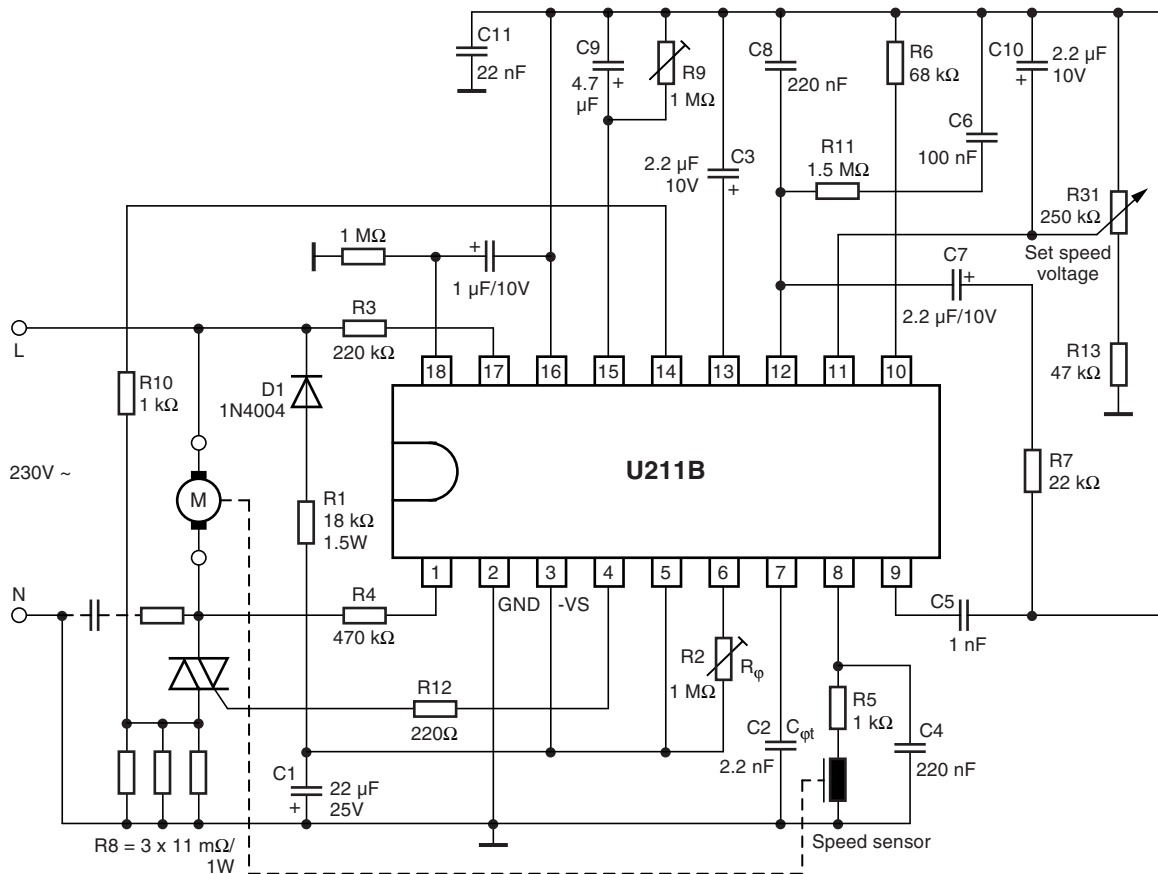 C11
22 nF
C9
4.7
µF
+
R9
1 MΩ
C8
220 nF
R6
68 kΩ
C10
2.2 µF
10V
+
2.2 µF
10V
C3
+
R11
1.5 MΩ
C6
100 nF
R31
250 kΩ
Set speed
voltage
1 MΩ
+
1 µF/10V
C7
+
2.2 µF/10V
L
R3
220 kΩ
R13
47 kΩ
18 17 16 15 14 13 12 11 10
R10
1 kΩ
D1
1N4004
230V ~
M
R1
18 kΩ
1.5W
U211B
R7
22 kΩ
N
R4
470 kΩ
1 2 3 4 5 6 7 8 9
GND
-VS
C5
1 nF
R2
1 MΩ
Rφ
R12
220Ω
C2
2.2 nF
Cφt
R5
1 kΩ
C4
220 nF
C1
+
22 µF
25V
R8 = 3 x 11 mΩ/
1W
Speed sensor